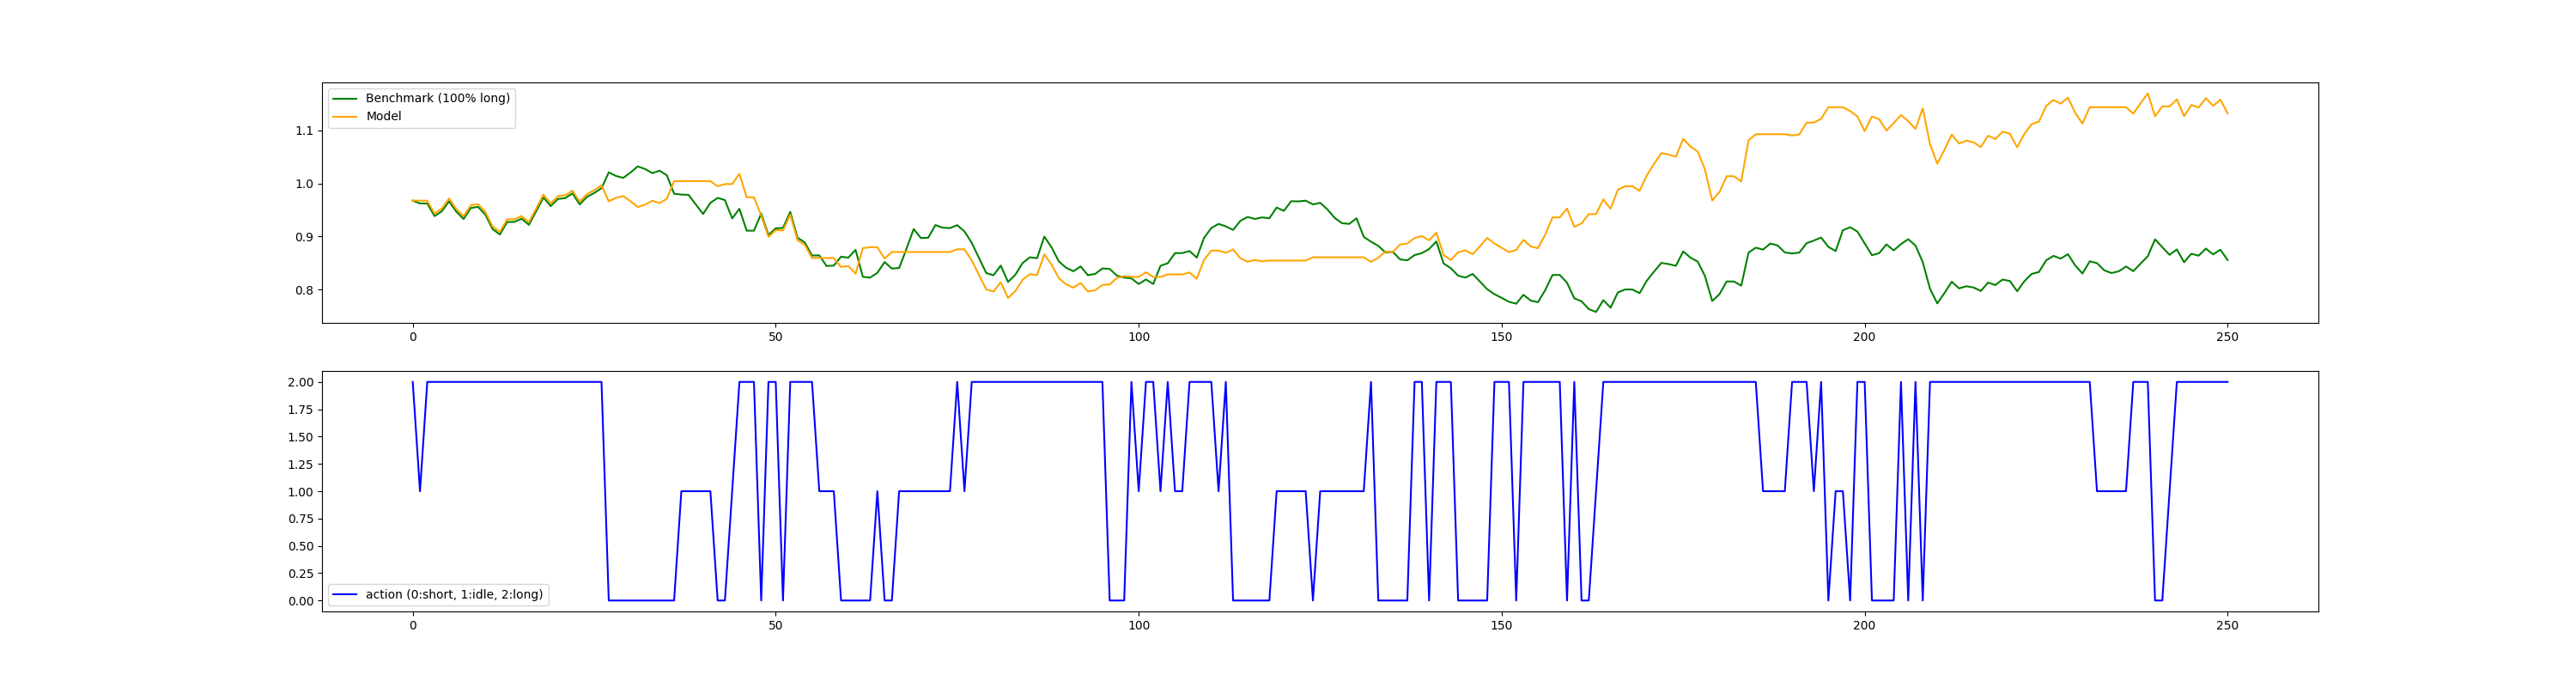 Benchmark (100% long)
Model
1.1
1.0
0.9
0.8
0 50 100 150 200 250
2.00
1.75
1.50
1.25
1.00
0.75
0.50
0.25
0.00
action (0:short, 1:idle, 2:long)
0 50 100 150 200 250